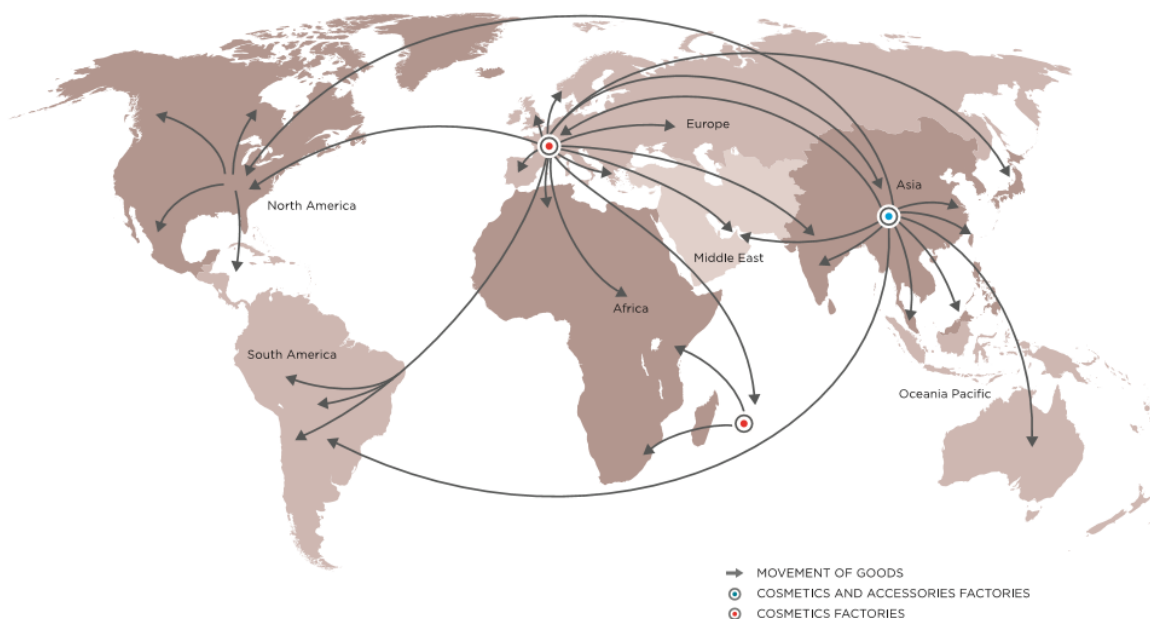 Europe
Asia
North America
Middle East
Africa
South America
Oceania Pacific
MOVEMENT OF GOODS
COSMETICS AND ACCESSORIES FACTORIES
COSMETICS FACTORIES